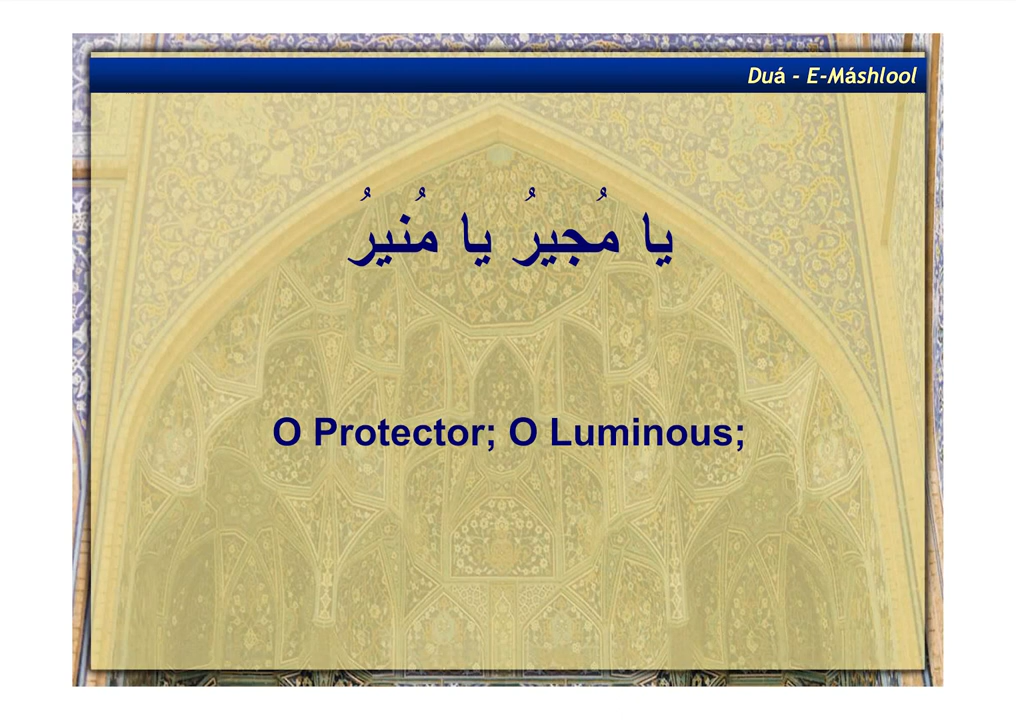 Duá - E-Máshlool
يا مُجيرُ يا مُنيرُ
O Protector; O Luminous;